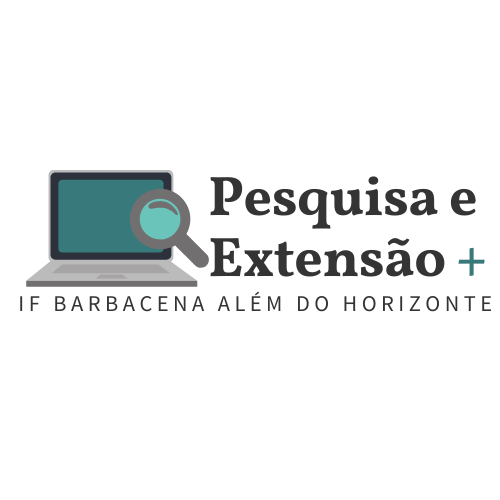 Pesquisa e
Extensão +
IF BARBACENA ALÉM DO HORIZONTE